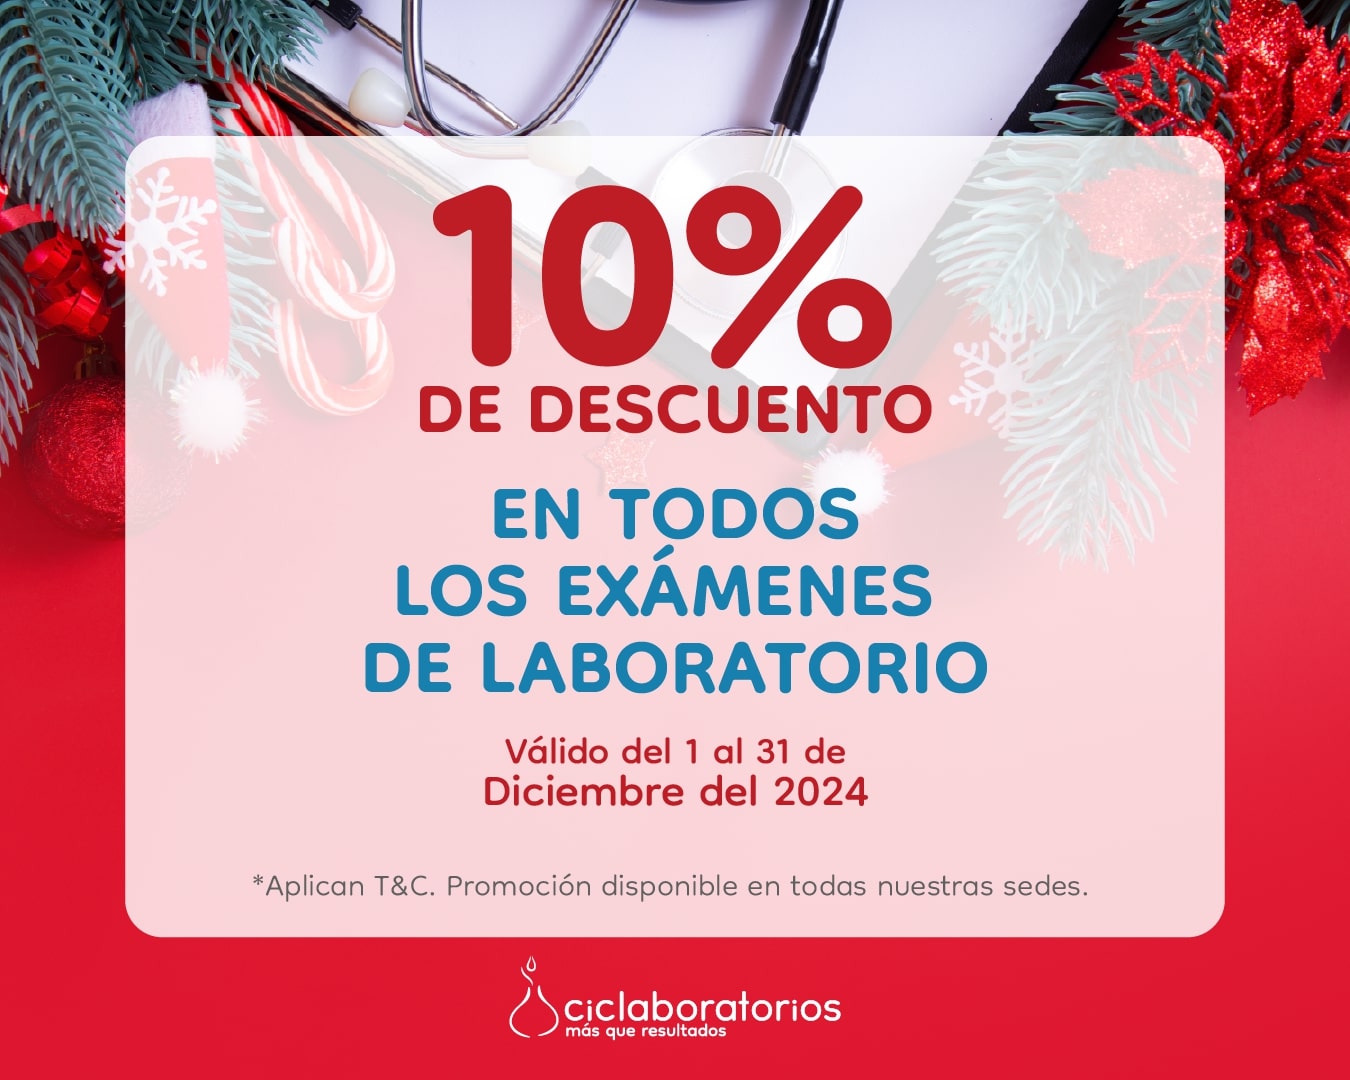 10%
DE DESCUENTO
EN TODOS
LOS EXÁMENES
DE LABORATORIO
Válido del 1 al 31 de
Diciembre del 2024
*Aplican T&C. Promoción disponible en todas nuestras sedes.
ciclaboratorios
más que resultados